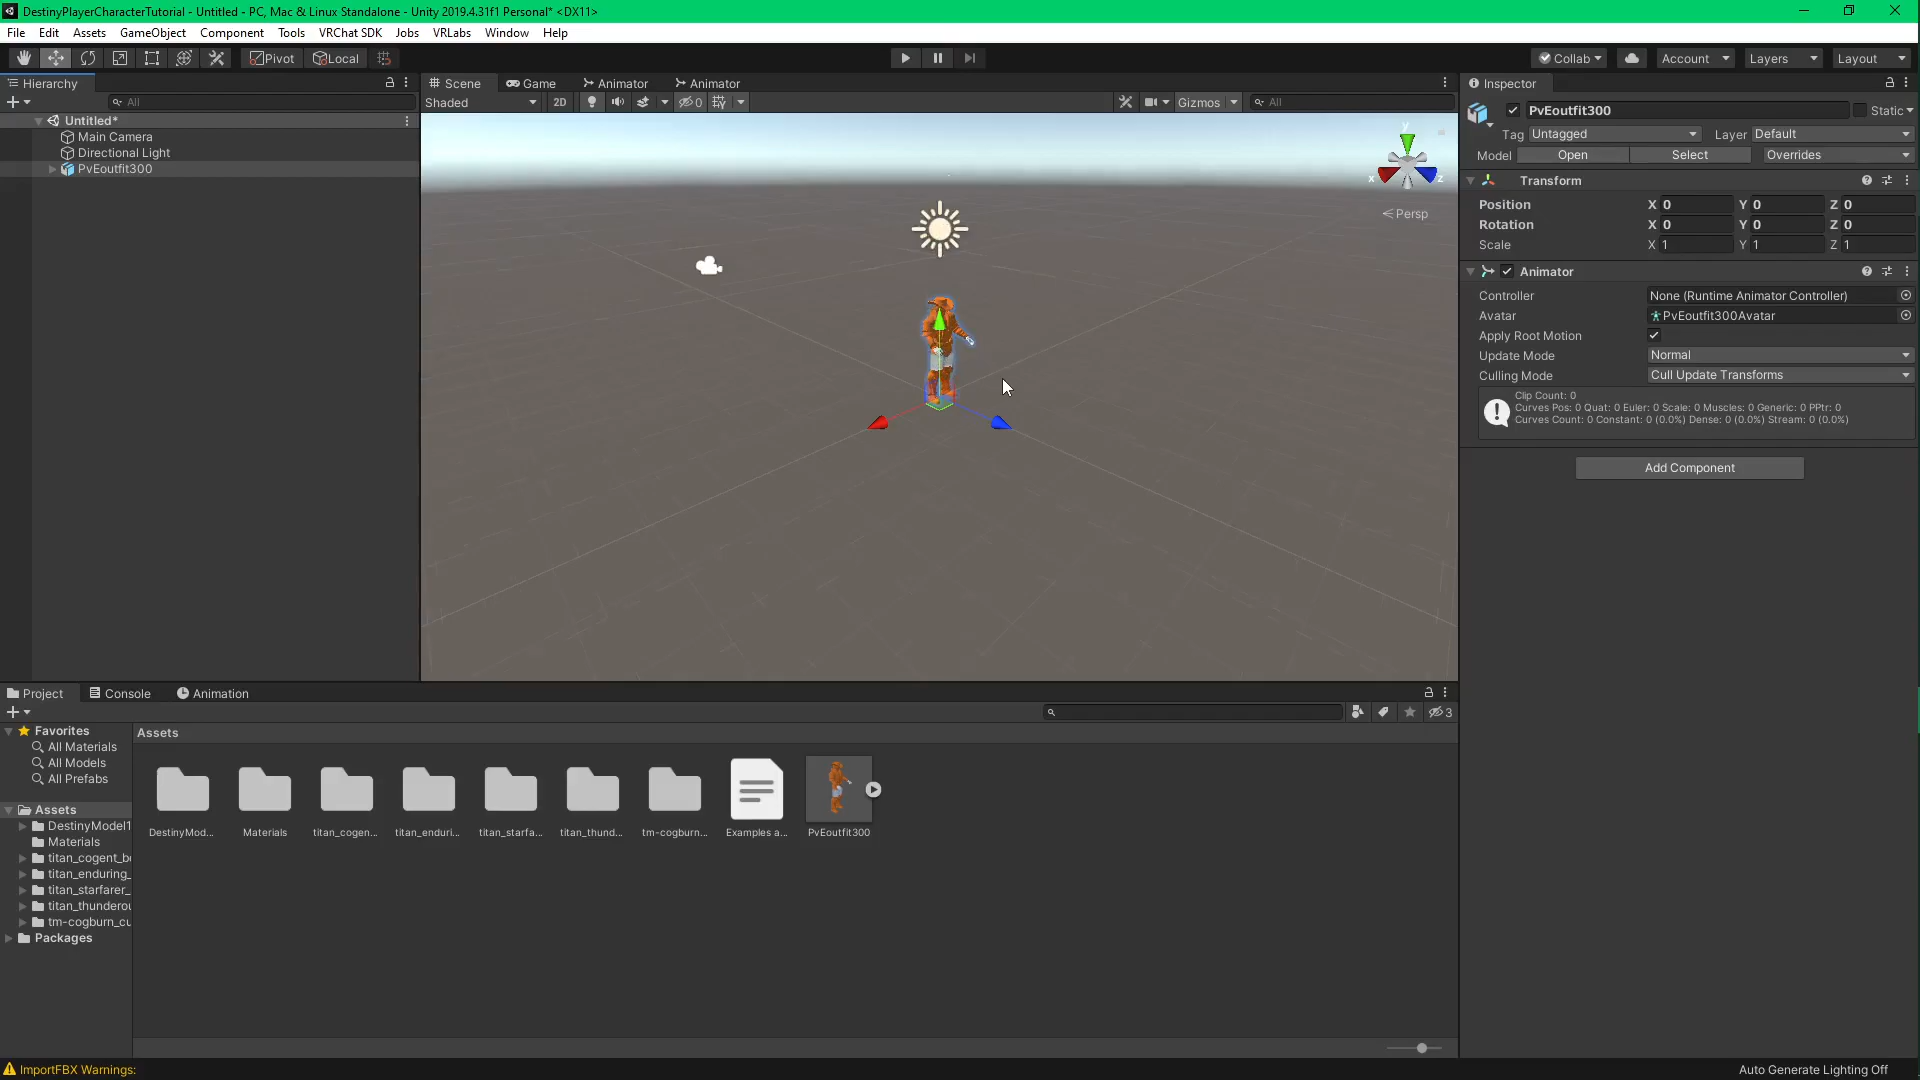 DestinyPlayerCharacterTutorial - Untitled - PC, Mac & Linux Standalone - Unity 2019.4.31f1 Personal* <DX11>
File Edit Assets GameObject Tools Component VRChat SDK Jobs VRLabs Window Help
Pivot Local Collab Account Layers Layout
Hierarchy
All
Untitled*
Main Camera
Directional Light
PvEoutfit300
Scene Game Animator Animator
Shaded 2D 0 Gizmos All
y
x z
Persp
Inspector
PvEoutfit300 Static
Tag Untagged Layer Default
Model Open Select Overrides
Transform
Position X 0 Y 0 Z 0
Rotation X 0 Y 0 Z 0
Scale X 1 Y 1 Z 1
Animator
Controller None (Runtime Animator Controller)
Avatar PvEoutfit300Avatar
Apply Root Motion
Update Mode Normal
Culling Mode Cull Update Transforms
Clip Count: 0
Curves Pos: 0 Quat: 0 Euler: 0 Scale: 0 Muscles: 0 Generic: 0 PPtr: 0
Curves Count: 0 Constant: 0 (0.0%) Dense: 0 (0.0%) Stream: 0 (0.0%)
Add Component
Project Console Animation
3
Favorites
All Materials
All Models
All Prefabs
Assets
DestinyModel1
Materials
titan_cogent_b
titan_enduring_
titan_starfarer_
titan_thunderou
tm-cogburn_cu
Packages
Assets
DestinyMod... Materials titan_cogen... titan_enduri... titan_starfa... titan_thund... tm-cogburn... Examples a... PvEoutfit300
ImportFBX Warnings:
Auto Generate Lighting Off